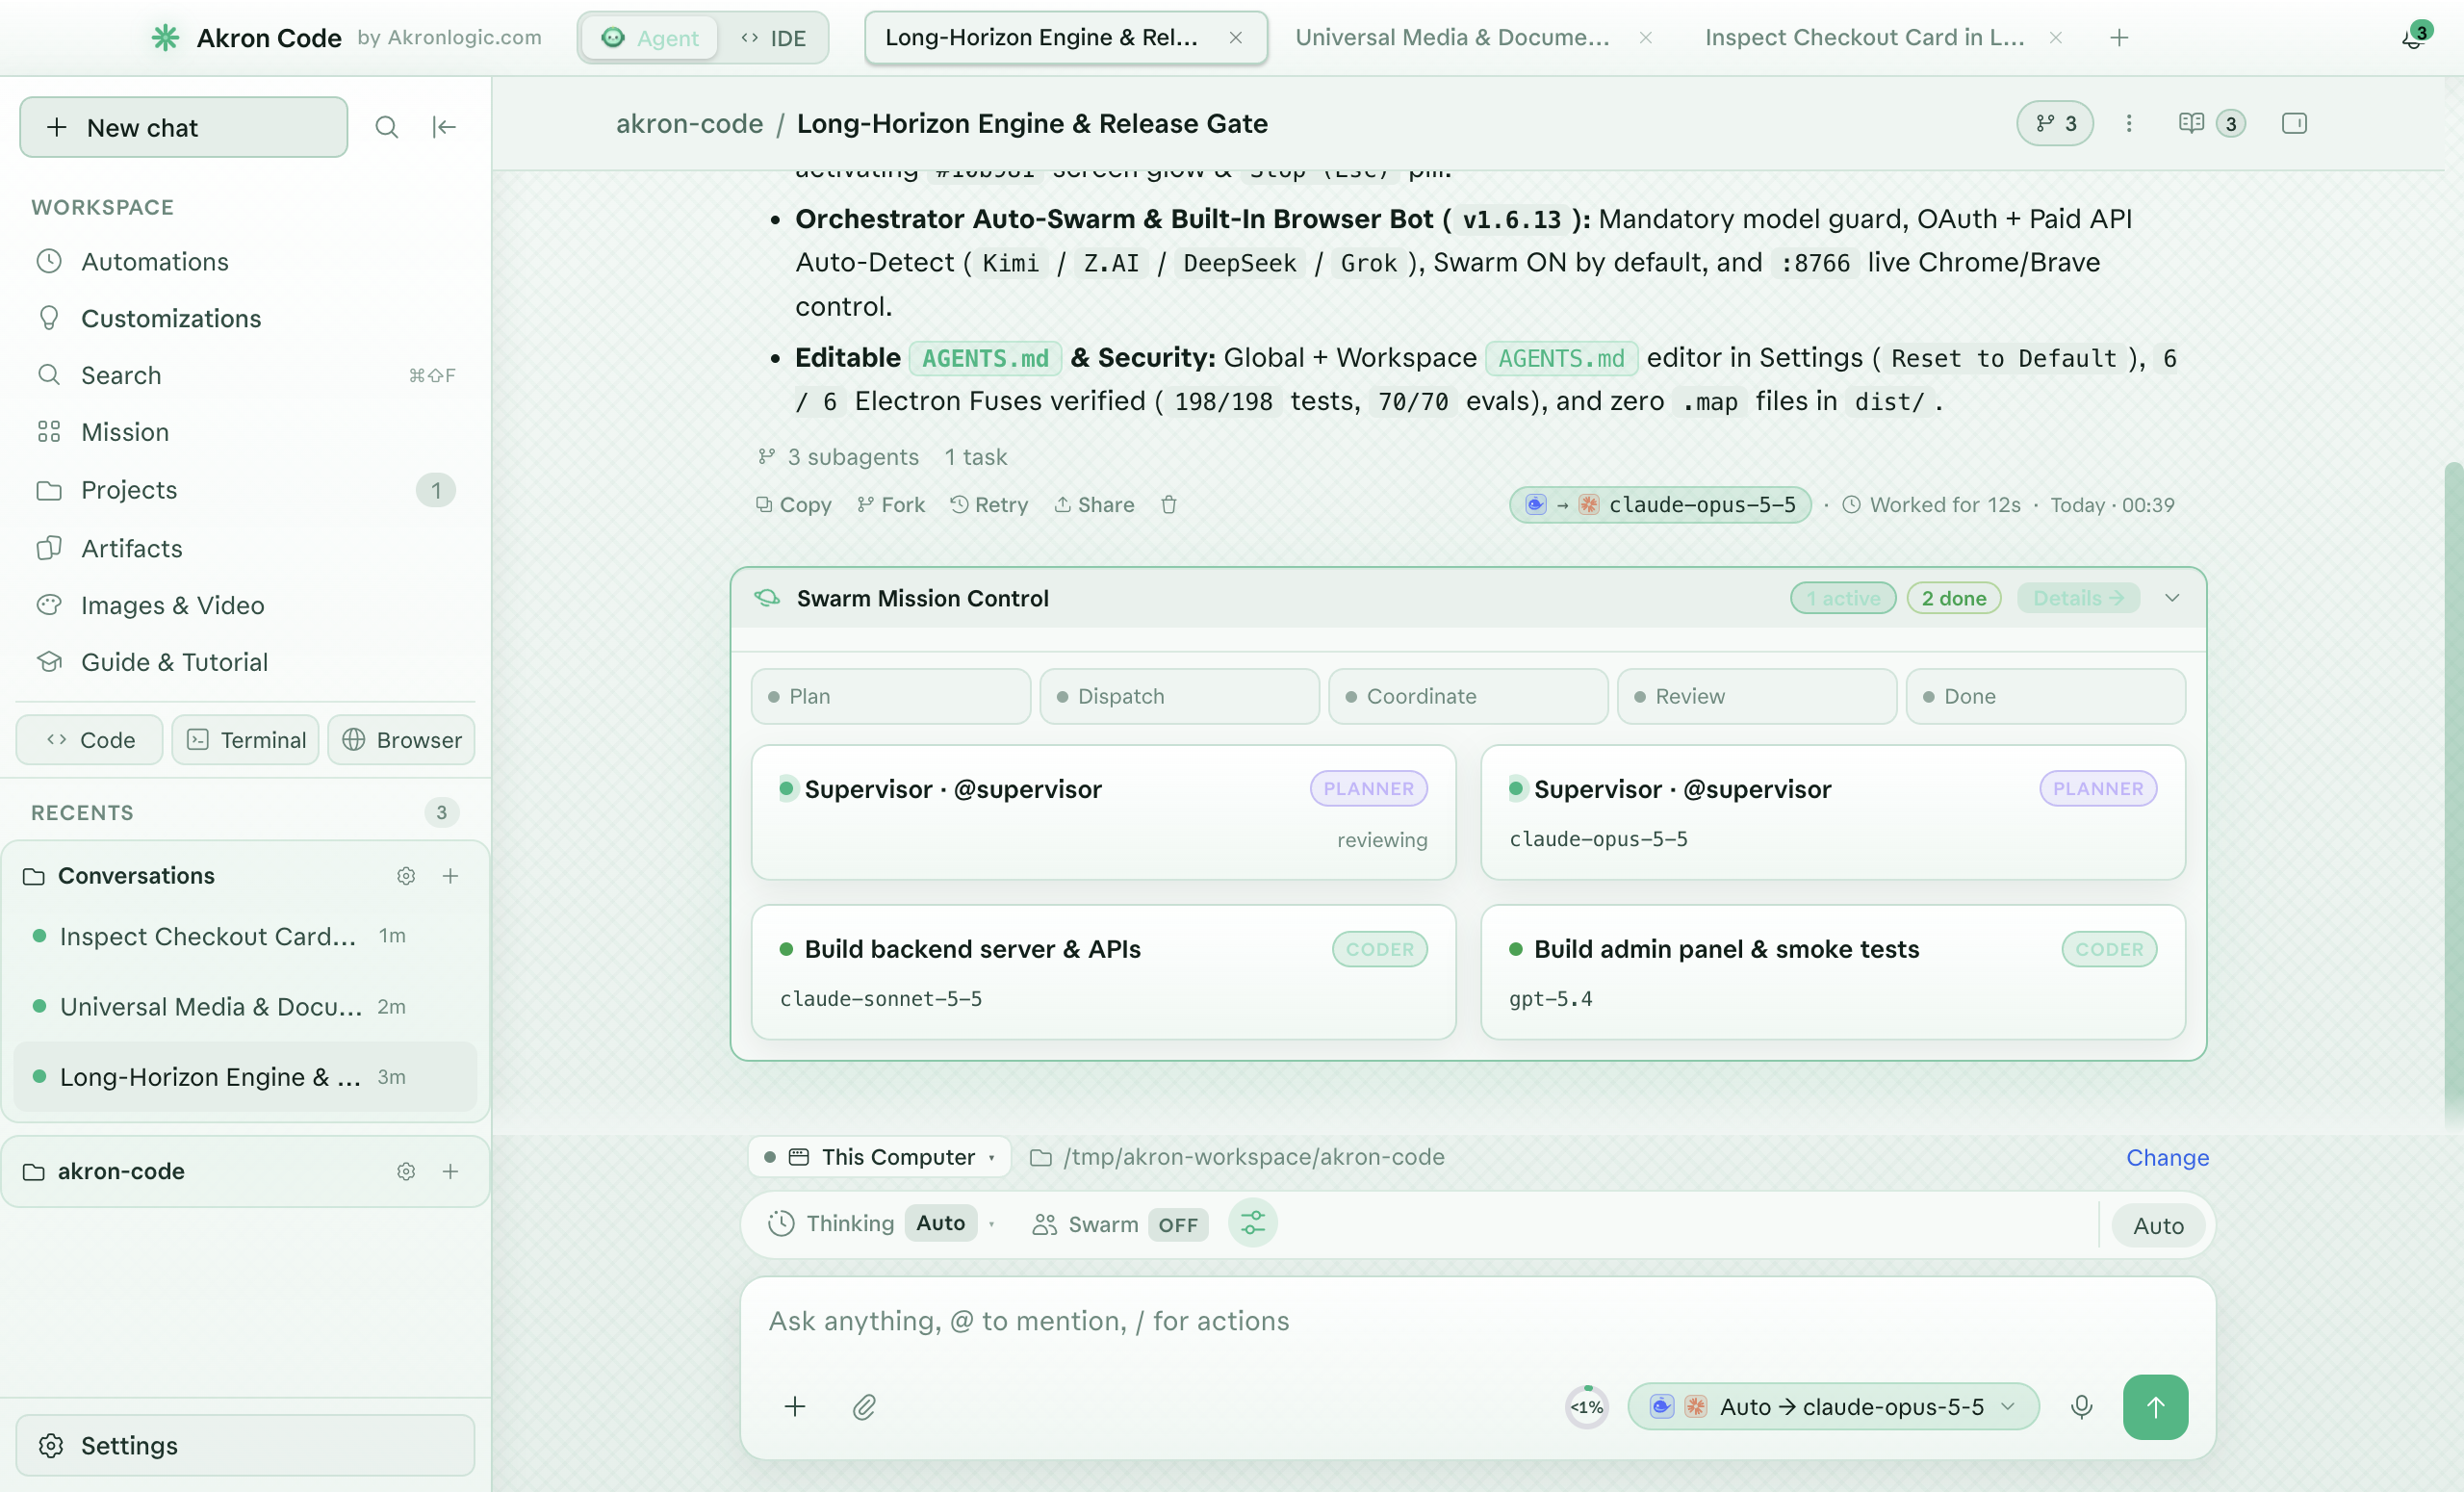 Akron Code by Akronlogic.com
Agent
IDE
Long-Horizon Engine & Rel...
Universal Media & Docume...
Inspect Checkout Card in L...
3
New chat
WORKSPACE
Automations
Customizations
Search ⌘⇧F
Mission
Projects 1
Artifacts
Images & Video
Guide & Tutorial
Code
Terminal
Browser
RECENTS 3
Conversations
Inspect Checkout Card... 1m
Universal Media & Docu... 2m
Long-Horizon Engine & ... 3m
akron-code
Settings
akron-code / Long-Horizon Engine & Release Gate
3
3
activating #10b981 screen glow & Stop (Esc)
• Orchestrator Auto-Swarm & Built-In Browser Bot ( v1.6.13 ): Mandatory model guard, OAuth + Paid API
Auto-Detect ( Kimi / Z.AI / DeepSeek / Grok ), Swarm ON by default, and :8766 live Chrome/Brave
control.
• Editable AGENTS.md & Security: Global + Workspace AGENTS.md editor in Settings ( Reset to Default ), 6
/ 6 Electron Fuses verified ( 198/198 tests, 70/70 evals), and zero .map files in dist/ .
3 subagents 1 task
Copy Fork Retry Share
→ claude-opus-5-5 · Worked for 12s · Today · 00:39
Swarm Mission Control
1 active
2 done
Details →
Plan
Dispatch
Coordinate
Review
Done
Supervisor · @supervisor PLANNER
reviewing
Supervisor · @supervisor PLANNER
claude-opus-5-5
Build backend server & APIs CODER
claude-sonnet-5-5
Build admin panel & smoke tests CODER
gpt-5.4
This Computer
/tmp/akron-workspace/akron-code
Change
Thinking Auto
Swarm OFF
Auto
Ask anything, @ to mention, / for actions
<1%
Auto → claude-opus-5-5